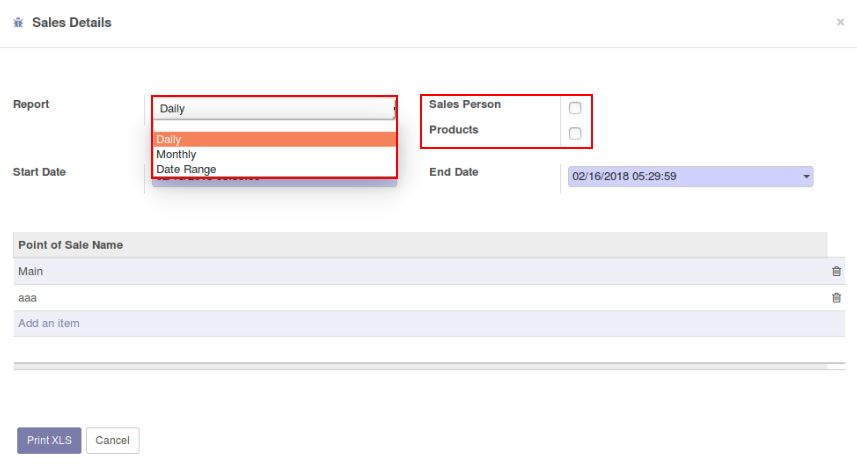 Sales Details
×
Report
Daily
Daily
Monthly
Date Range
Sales Person
Products
Start Date
End Date
02/16/2018 05:29:59
Point of Sale Name
Main
aaa
Add an item
Print XLS
Cancel